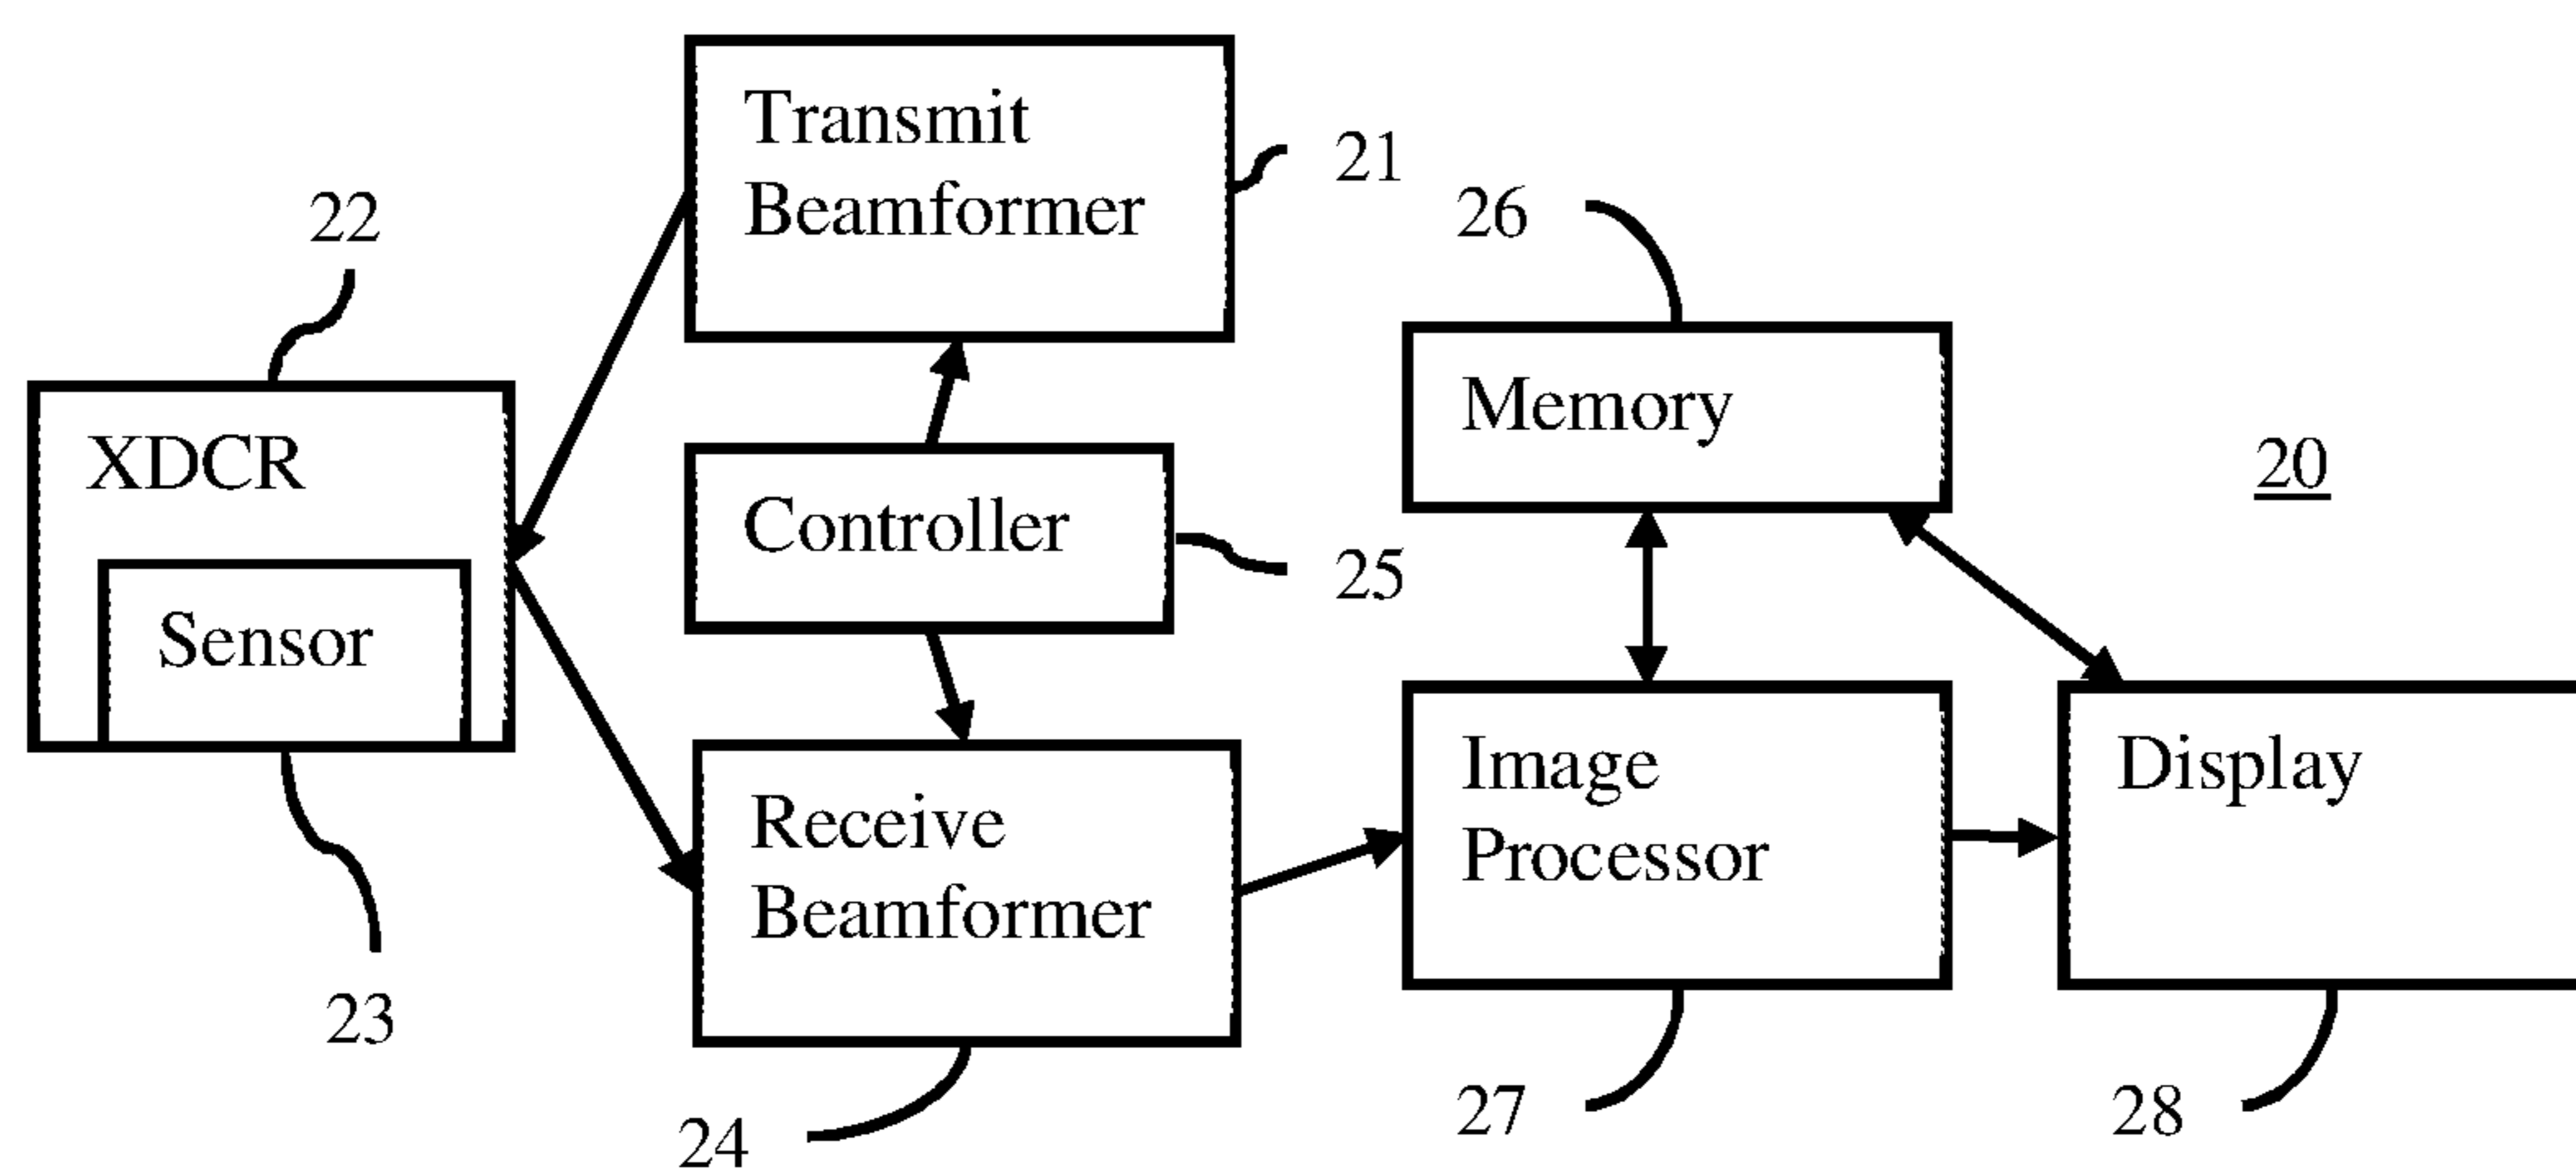 Transmit
Beamformer
21
22
XDCR
Sensor
23
Controller
25
Receive
Beamformer
24
26
Memory
20
Image
Processor
27
Display
28